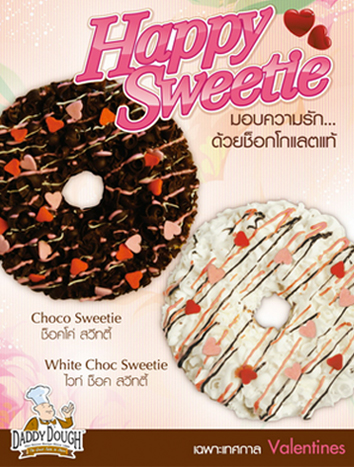 Happy
Sweetie
มอบความรัก...
ด้วยช็อกโกแลตแท้
Choco Sweetie
ช็อคโค่ สวีทตี้
White Choc Sweetie
ไวท์ ช็อค สวีทตี้
DADDY DOUGH
เฉพาะเทศกาล Valentines